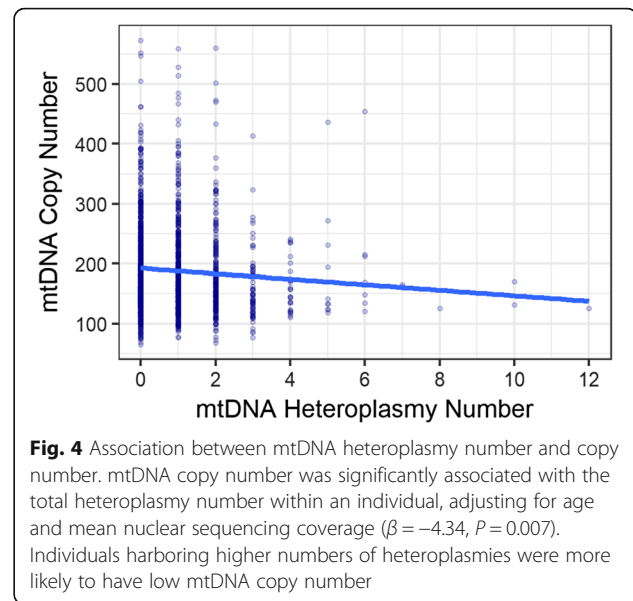 500
400
300
200
100
mtDNA Copy Number
0 2 4 6 8 10 12
mtDNA Heteroplasmy Number
Fig. 4 Association between mtDNA heteroplasmy number and copy
number. mtDNA copy number was significantly associated with the
total heteroplasmy number within an individual, adjusting for age
and mean nuclear sequencing coverage (β = −4.34, P = 0.007).
Individuals harboring higher numbers of heteroplasmies were more
likely to have low mtDNA copy number